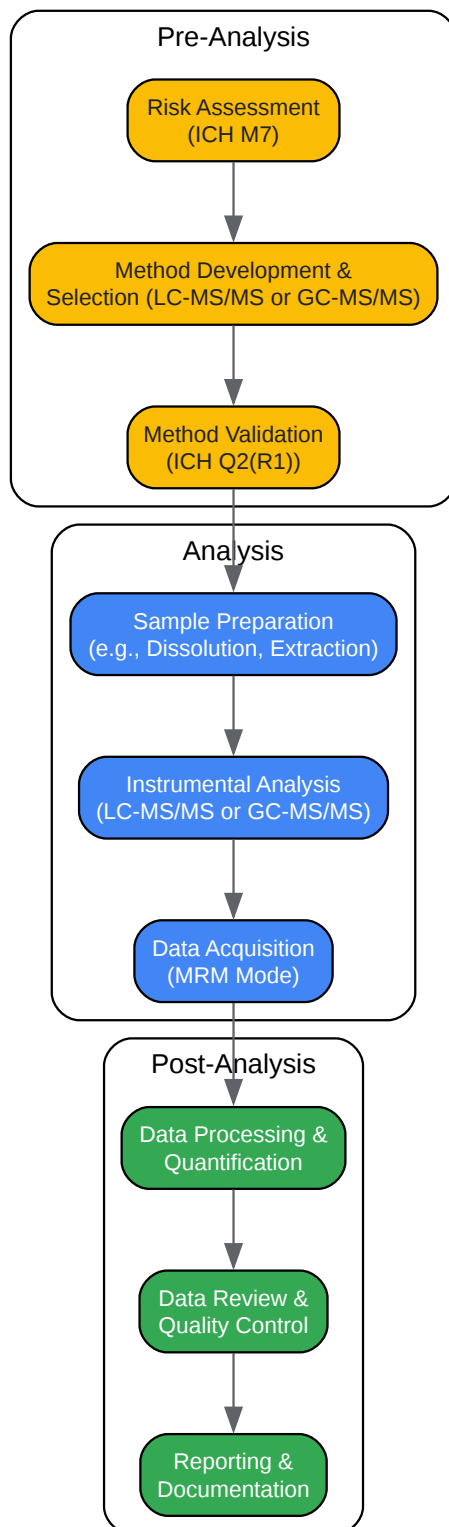 Pre-Analysis
Risk Assessment
(ICH M7)
Method Development &
Selection (LC-MS/MS or GC-MS/MS)
Method Validation
(ICH Q2(R1))
Analysis
Sample Preparation
(e.g., Dissolution, Extraction)
Instrumental Analysis
(LC-MS/MS or GC-MS/MS)
Data Acquisition
(MRM Mode)
Post-Analysis
Data Processing &
Quantification
Data Review &
Quality Control
Reporting &
Documentation